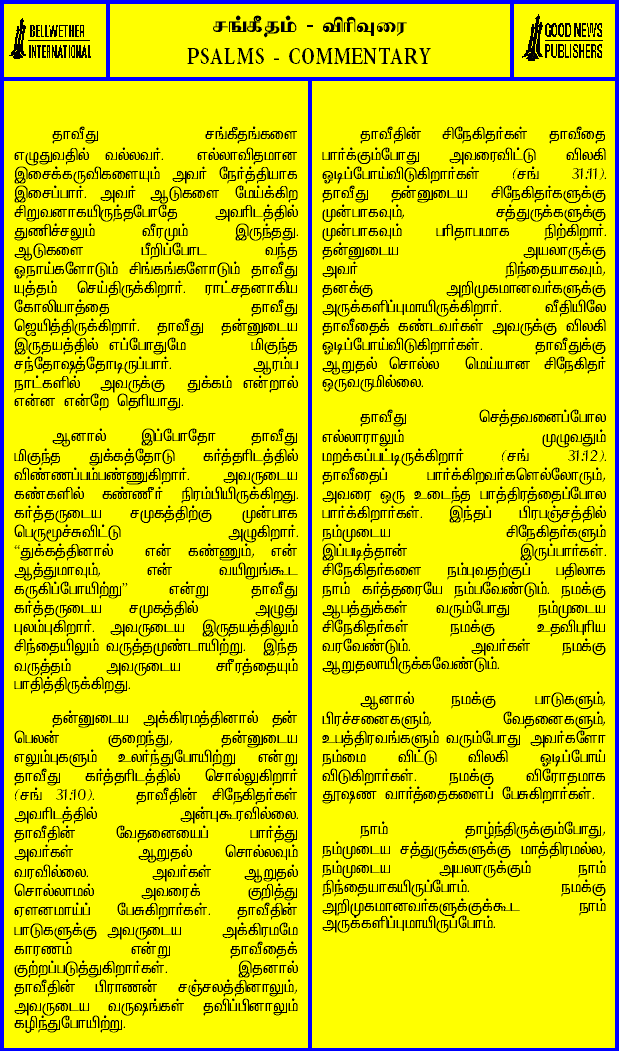 BELLWETHER
INTERNATIONAL
சங்கீதம் - விரிவுரை
PSALMS - COMMENTARY
GOOD NEWS
PUBLISHERS
தாவீது சங்கீதங்களை
எழுதுவதில் வல்லவர். எல்லாவிதமான
இசைக்கருவிகளையும் அவர் நேர்த்தியாக
இசைப்பார். அவர் ஆடுகளை மேய்க்கிற
சிறுவனாகயிருந்தபோதே அவரிடத்தில்
துணிச்சலும் வீரமும் இருந்தது.
ஆடுகளை பீறிப்போட வந்த
ஓநாய்களோடும் சிங்கங்களோடும் தாவீது
யுத்தம் செய்திருக்கிறார். ராட்சதனாகிய
கோலியாத்தை தாவீது
ஜெயித்திருக்கிறார். தாவீது தன்னுடைய
இருதயத்தில் எப்போதுமே மிகுந்த
சந்தோஷத்தோடிருப்பார். ஆரம்ப
நாட்களில் அவருக்கு துக்கம் என்றால்
என்ன என்றே தெரியாது.
ஆனால் இப்போதோ தாவீது
மிகுந்த துக்கத்தோடு கர்த்தரிடத்தில்
விண்ணப்பம்பண்ணுகிறார். அவருடைய
கண்களில் கண்ணீர் நிரம்பியிருக்கிறது.
கர்த்தருடைய சமுகத்திற்கு முன்பாக
பெருமூச்சுவிட்டு அழுகிறார்.
“துக்கத்தினால் என் கண்ணும், என்
ஆத்துமாவும், என் வயிறுங்கூட
கருகிப்போயிற்று” என்று தாவீது
கர்த்தருடைய சமுகத்தில் அழுது
புலம்புகிறார். அவருடைய இருதயத்திலும்
சிந்தையிலும் வருத்தமுண்டாயிற்று. இந்த
வருத்தம் அவருடைய சரீரத்தையும்
பாதித்திருக்கிறது.
தன்னுடைய அக்கிரமத்தினால் தன்
பெலன் குறைந்து, தன்னுடைய
எலும்புகளும் உலர்ந்துபோயிற்று என்று
தாவீது கர்த்தரிடத்தில் சொல்லுகிறார்
(சங் 31:10). தாவீதின் சிநேகிதர்கள்
அவரிடத்தில் அன்புகூரவில்லை.
தாவீதின் வேதனையைப் பார்த்து
அவர்கள் ஆறுதல் சொல்லவும்
வரவில்லை. அவர்கள் ஆறுதல்
சொல்லாமல் அவரைக் குறித்து
ஏளனமாய்ப் பேசுகிறார்கள். தாவீதின்
பாடுகளுக்கு அவருடைய அக்கிரமமே
காரணம் என்று தாவீதைக்
குற்றப்படுத்துகிறார்கள். இதனால்
தாவீதின் பிராணன் சஞ்சலத்தினாலும்,
அவருடைய வருஷங்கள் தவிப்பினாலும்
கழிந்துபோயிற்று.
தாவீதின் சிநேகிதர்கள் தாவீதை
பார்க்கும்போது அவரைவிட்டு விலகி
ஓடிப்போய்விடுகிறார்கள் (சங் 31:11).
தாவீது தன்னுடைய சிநேகிதர்களுக்கு
முன்பாகவும், சத்துருக்களுக்கு
முன்பாகவும் பரிதாபமாக நிற்கிறார்.
தன்னுடைய அயலாருக்கு
அவர் நிந்தையாகவும்,
தனக்கு அறிமுகமானவர்களுக்கு
அருக்களிப்புமாயிருக்கிறார். வீதியிலே
தாவீதைக் கண்டவர்கள் அவருக்கு விலகி
ஓடிப்போய்விடுகிறார்கள். தாவீதுக்கு
ஆறுதல் சொல்ல மெய்யான சிநேகிதர்
ஒருவருமில்லை.
தாவீது செத்தவனைப்போல
எல்லாராலும் முழுவதும்
மறக்கப்பட்டிருக்கிறார் (சங் 31:12).
தாவீதைப் பார்க்கிறவர்களெல்லோரும்,
அவரை ஒரு உடைந்த பாத்திரத்தைப்போல
பார்க்கிறார்கள். இந்தப் பிரபஞ்சத்தில்
நம்முடைய சிநேகிதர்களும்
இப்படித்தான் இருப்பார்கள்.
சிநேகிதர்களை நம்புவதற்குப் பதிலாக
நாம் கர்த்தரையே நம்பவேண்டும். நமக்கு
ஆபத்துக்கள் வரும்போது நம்முடைய
சிநேகிதர்கள் நமக்கு உதவிபுரிய
வரவேண்டும். அவர்கள் நமக்கு
ஆறுதலாயிருக்கவேண்டும்.
ஆனால் நமக்கு பாடுகளும்,
பிரச்சனைகளும், வேதனைகளும்,
உபத்திரவங்களும் வரும்போது அவர்களோ
நம்மை விட்டு விலகி ஓடிப்போய்
விடுகிறார்கள். நமக்கு விரோதமாக
தூஷண வார்த்தைகளைப் பேசுகிறார்கள்.
நாம் தாழ்ந்திருக்கும்போது,
நம்முடைய சத்துருக்களுக்கு மாத்திரமல்ல,
நம்முடைய அயலாருக்கும் நாம்
நிந்தையாகயிருப்போம். நமக்கு
அறிமுகமானவர்களுக்குக்கூட நாம்
அருக்களிப்புமாயிருப்போம்.